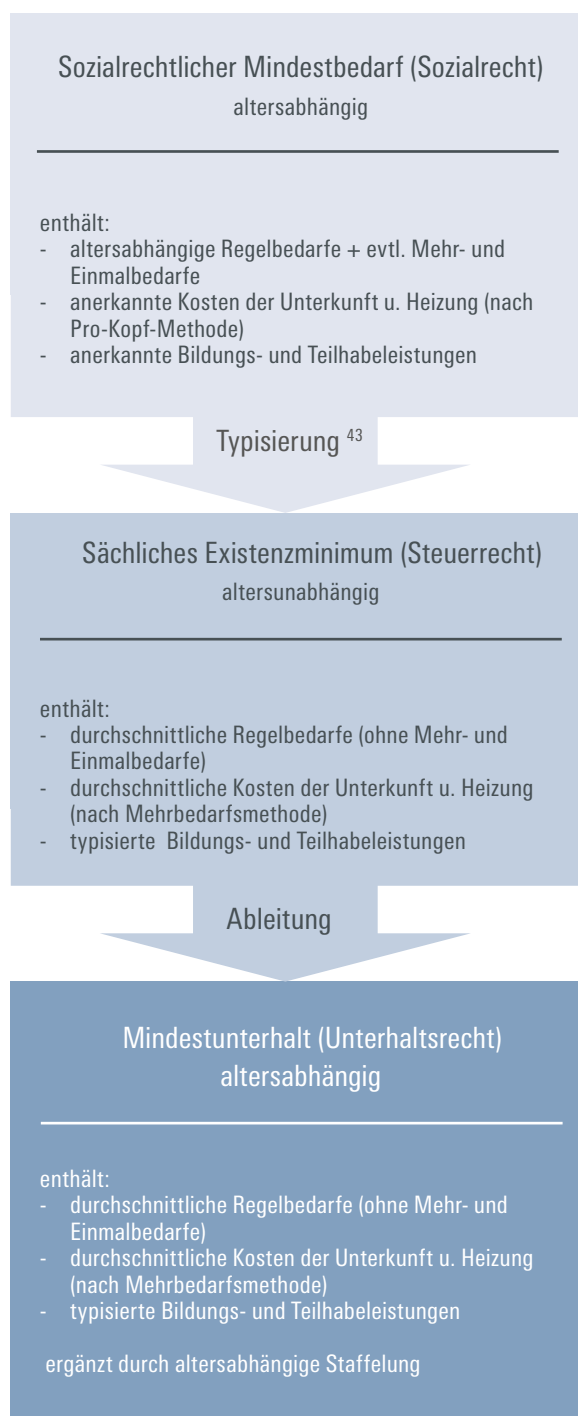 Sozialrechtlicher Mindestbedarf (Sozialrecht)
altersabhängig
enthält:
- altersabhängige Regelbedarfe + evtl. Mehr- und
Einmalbedarfe
- anerkannte Kosten der Unterkunft u. Heizung (nach
Pro-Kopf-Methode)
- anerkannte Bildungs- und Teilhabeleistungen
Typisierung 43
Sächliches Existenzminimum (Steuerrecht)
altersunabhängig
enthält:
- durchschnittliche Regelbedarfe (ohne Mehr- und
Einmalbedarfe)
- durchschnittliche Kosten der Unterkunft u. Heizung
(nach Mehrbedarfsmethode)
- typisierte Bildungs- und Teilhabeleistungen
Ableitung
Mindestunterhalt (Unterhaltsrecht)
altersabhängig
enthält:
- durchschnittliche Regelbedarfe (ohne Mehr- und
Einmalbedarfe)
- durchschnittliche Kosten der Unterkunft u. Heizung
(nach Mehrbedarfsmethode)
- typisierte Bildungs- und Teilhabeleistungen
ergänzt durch altersabhängige Staffelung